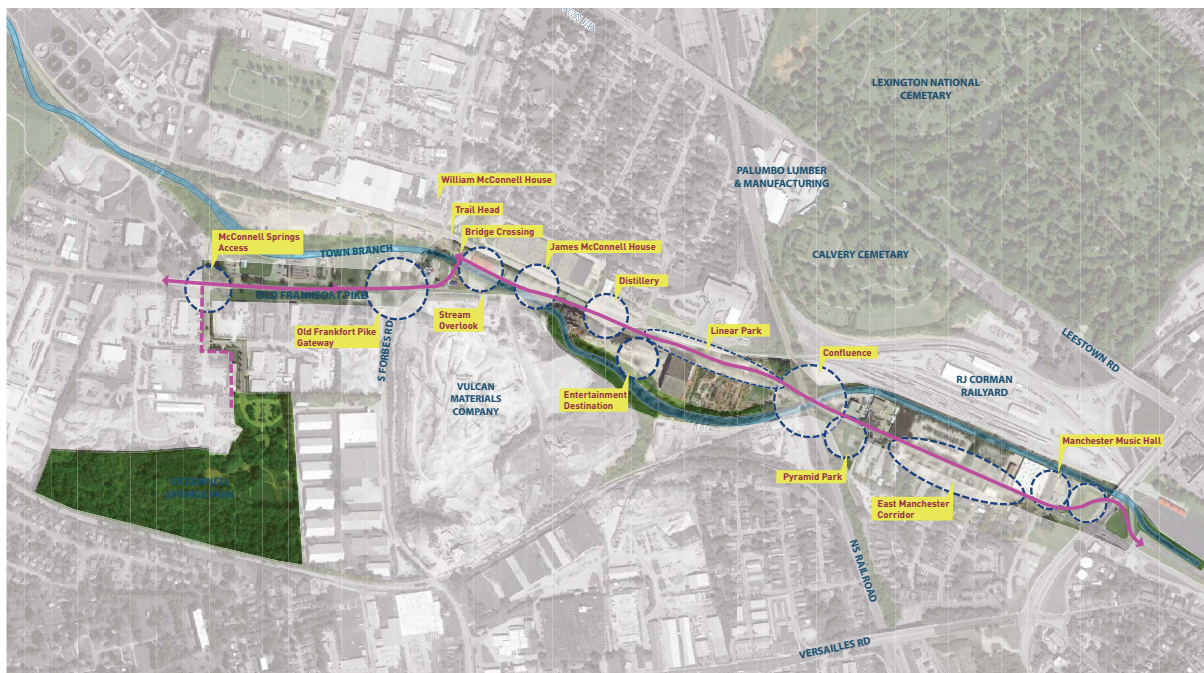 LEXINGTON NATIONAL
CEMETARY
PALUMBO LUMBER
& MANUFACTURING
William McConnell House
Trail Head
Bridge Crossing
McConnell Springs
Access
TOWN BRANCH
James McConnell House
CALVERY CEMETARY
Distillery
OLD FRANKFORT PIKE
Stream
Overlook
Old Frankfort Pike
Gateway
S FORBES RD
Linear Park
LEESTOWN RD
Confluence
VULCAN
MATERIALS
COMPANY
RJ CORMAN
RAILYARD
Entertainment
Destination
Manchester Music Hall
Pyramid Park
East Manchester
Corridor
NS RAILROAD
VERSAILLES RD